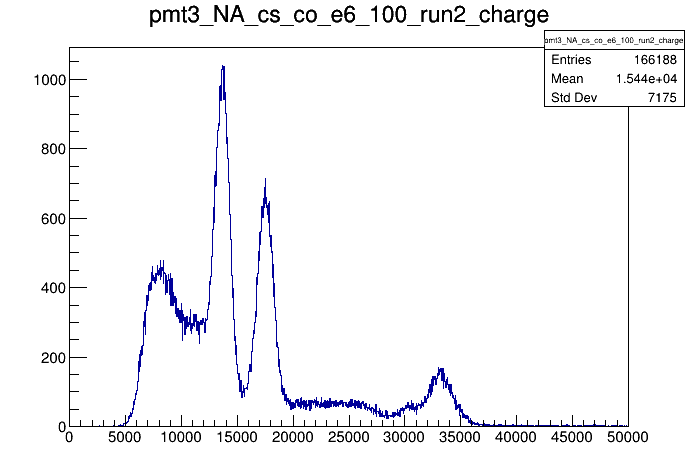 pmt3_NA_cs_co_e6_100_run2_charge
pmt3_NA_cs_co_e6_100_run2_charge
Entries 166188
Mean 1.544e+04
Std Dev 7175
1000
800
600
400
200
0
0 5000 10000 15000 20000 25000 30000 35000 40000 45000 50000